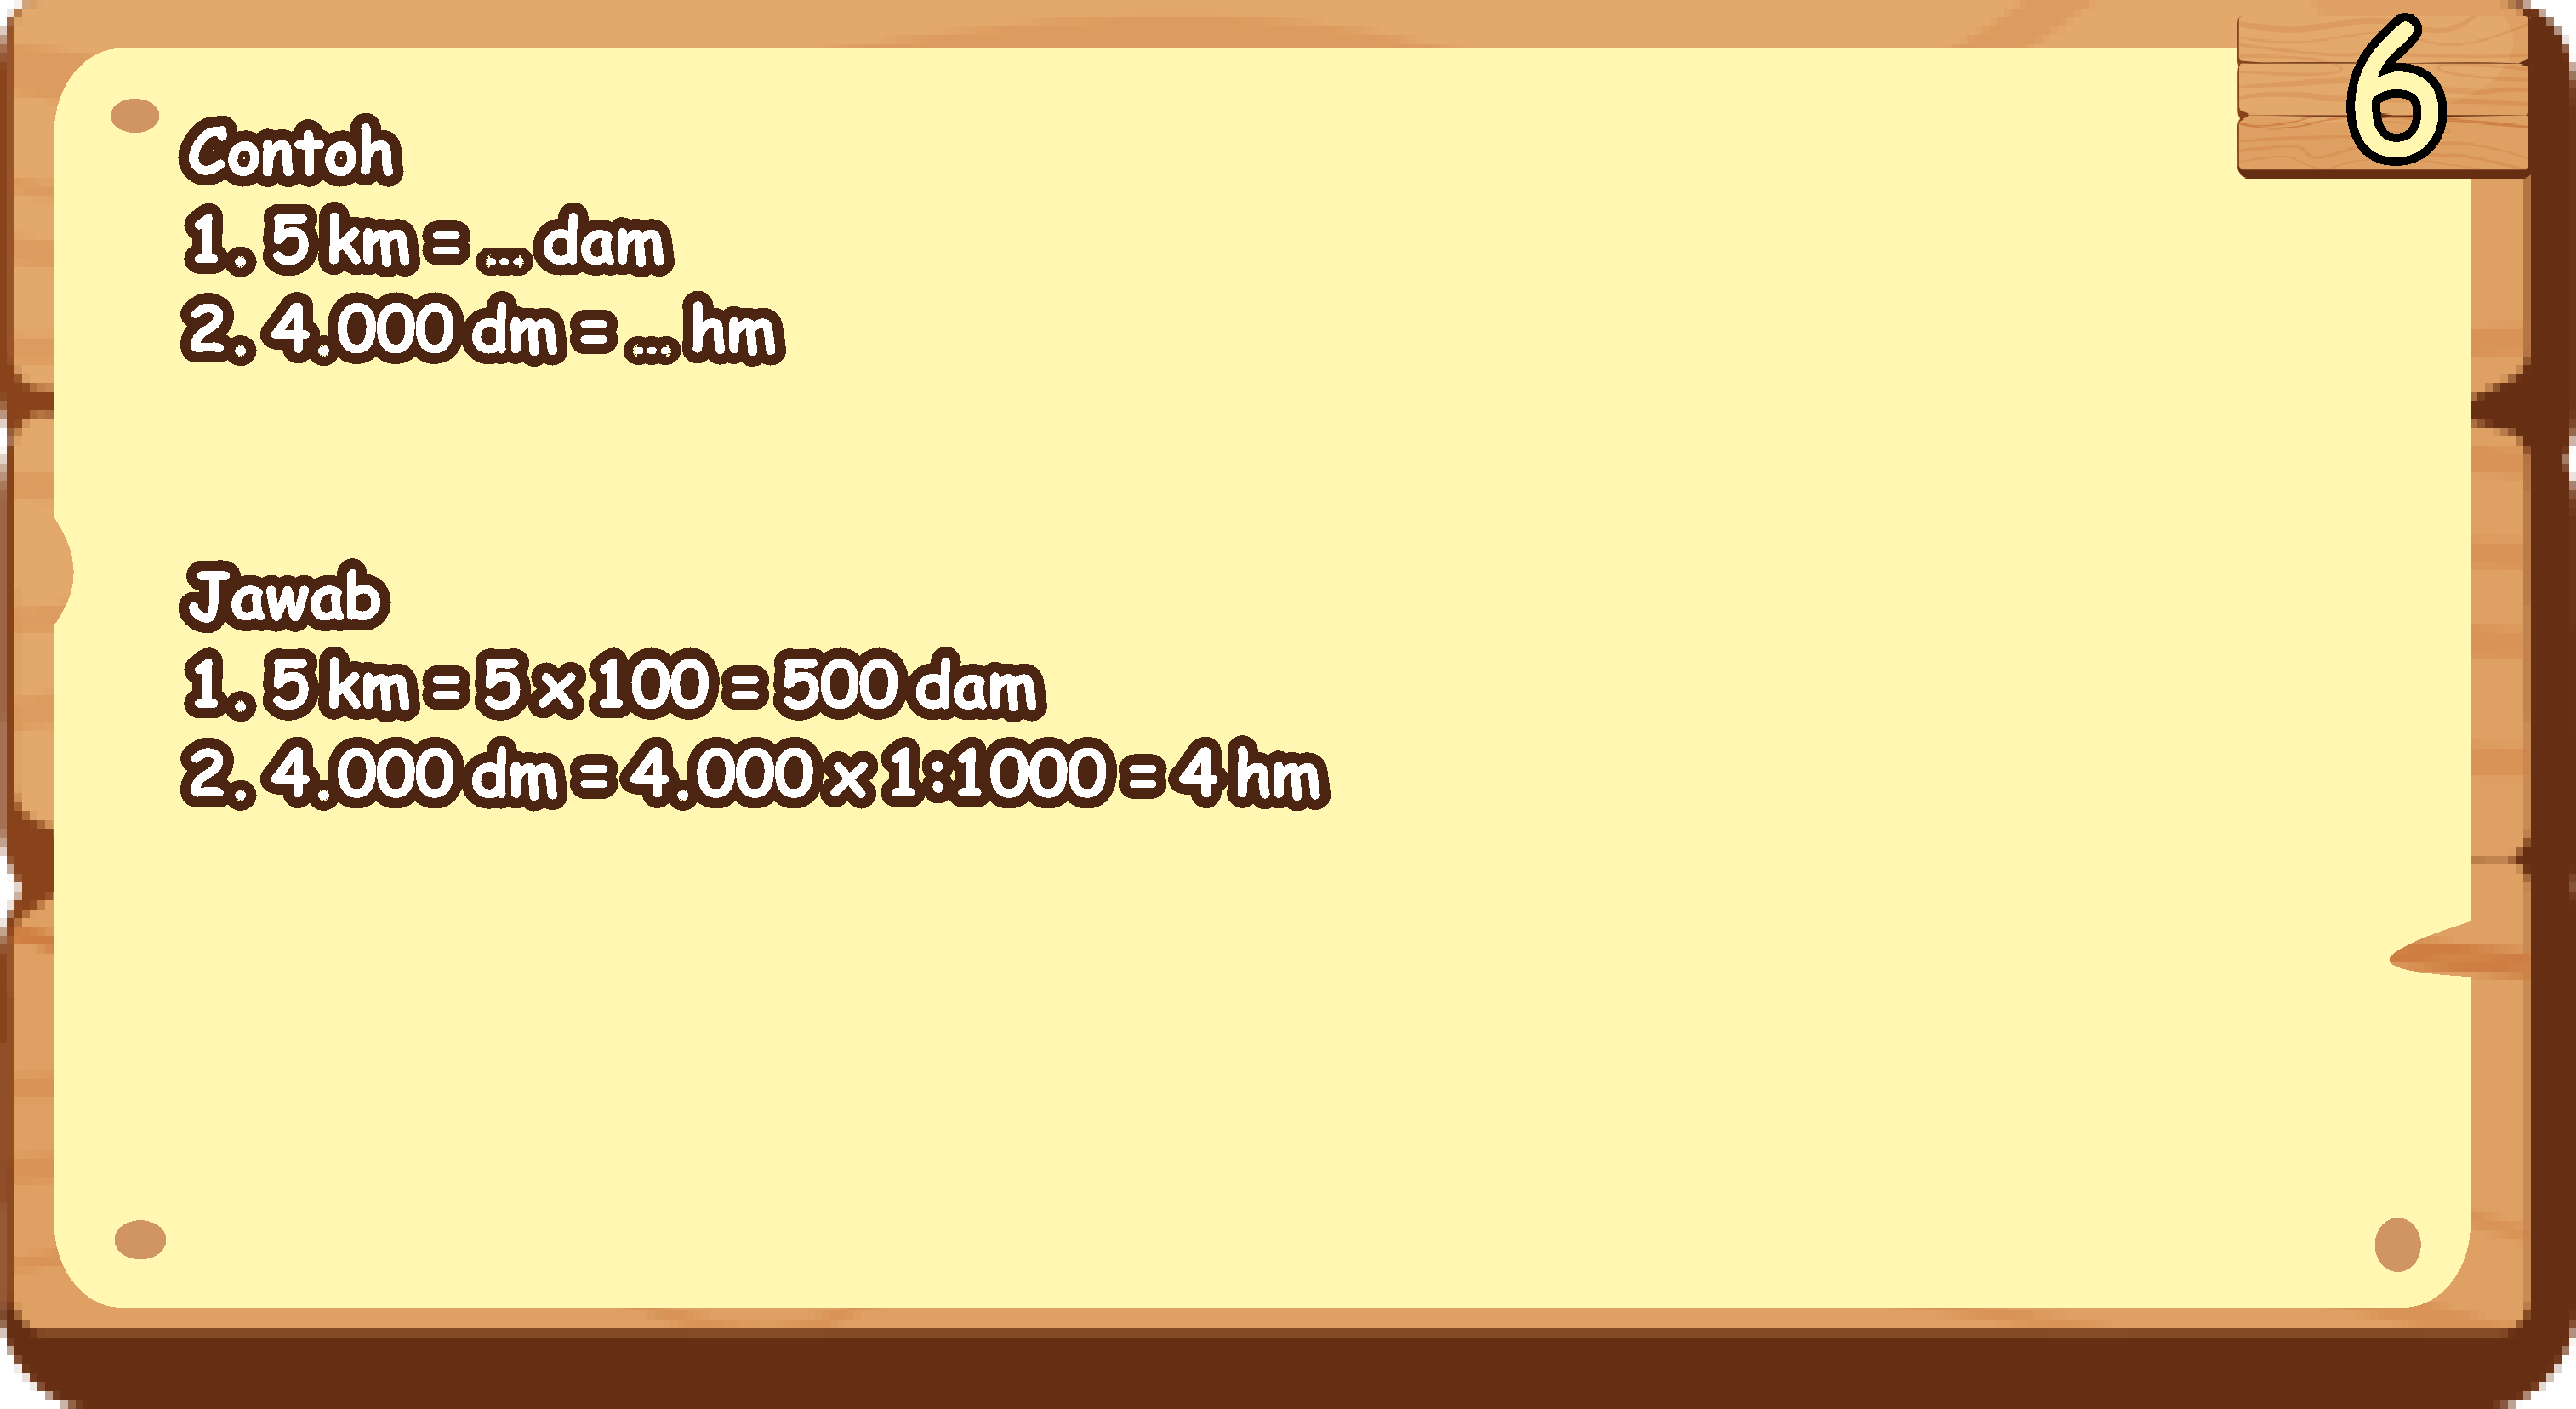 6
Contoh
1. 5 km = ... dam
2. 4.000 dm = ... hm
Jawab
1. 5 km = 5 x 100 = 500 dam
2. 4.000 dm = 4.000 x 1:1000 = 4 hm